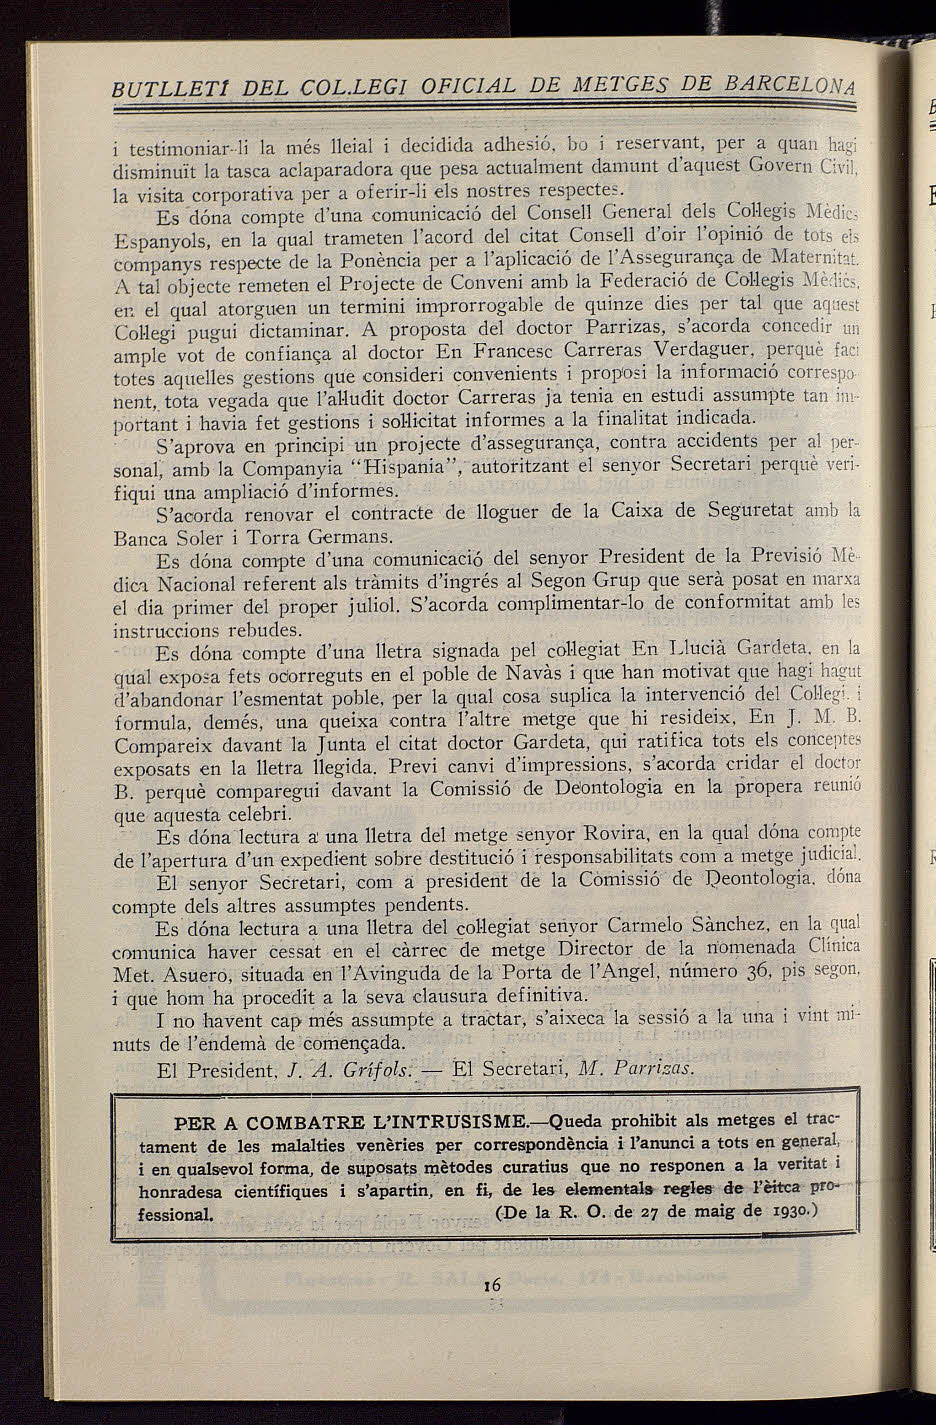 BUTLLETÍ DEL COL.LEGI OFICIAL DE METGES DE BARCELONA
i testimoniar-li la més lleial i decidida adhesió, bo i reservant, per a quan hagi
disminuït la tasca aclaparadora que pesa actualment damunt d'aquest Govern Civil,
la visita corporativa per a oferir-li els nostres respectes.
Es dóna compte d'una comunicació del Consell General dels Coŀlegis Mèdics
Espanyols, en la qual trameten l'acord del citat Consell d'oir l'opinió de tots els
companys respecte de la Ponència per a l'aplicació de l'Assegurança de Maternitat.
A tal objecte remeten el Projecte de Conveni amb la Federació de Coŀlegis Mèdics,
en el qual atorguen un termini improrrogable de quinze dies per tal que aquest
Coŀlegi pugui dictaminar. A proposta del doctor Parrizas, s'acorda concedir un
ample vot de confiança al doctor En Francesc Carreras Verdaguer, perquè faci
totes aquelles gestions que consideri convenients i proposi la informació correspo-
nent, tota vegada que l'aŀludit doctor Carreras ja tenia en estudi assumpte tan im-
portant i havia fet gestions i soŀlicitat informes a la finalitat indicada.
S'aprova en principi un projecte d'assegurança, contra accidents per al per-
sonal, amb la Companyia "Hispania", autoritzant el senyor Secretari perquè veri-
fiqui una ampliació d'informes.
S'acorda renovar el contracte de lloguer de la Caixa de Seguretat amb la
Banca Soler i Torra Germans.
Es dóna compte d'una comunicació del senyor President de la Previsió Mè-
dica Nacional referent als tràmits d'ingrés al Segon Grup que serà posat en marxa
el dia primer del proper juliol. S'acorda complimentar-lo de conformitat amb les
instruccions rebudes.
Es dóna compte d'una lletra signada pel coŀlegiat En Llucià Gardeta, en la
qual exposa fets ocorreguts en el poble de Navàs i que han motivat que hagi hagut
d'abandonar l'esmentat poble, per la qual cosa suplica la intervenció del Coŀlegi, i
formula, demés, una queixa contra l'altre metge que hi resideix, En J. M. B.
Compareix davant la Junta el citat doctor Gardeta, qui ratifica tots els conceptes
exposats en la lletra llegida. Previ canvi d'impressions, s'acorda cridar el doctor
B. perquè comparegui davant la Comissió de Deontologia en la propera reunió
que aquesta celebri.
Es dóna lectura a una lletra del metge senyor Rovira, en la qual dóna compte
de l'apertura d'un expedient sobre destitució i responsabilitats com a metge judicial.
El senyor Secretari, com a president de la Comissió de Deontologia, dóna
compte dels altres assumptes pendents.
Es dóna lectura a una lletra del coŀlegiat senyor Carmelo Sànchez, en la qual
comunica haver cessat en el càrrec de metge Director de la nomenada Clínica
Met. Asuero, situada en l'Avinguda de la Porta de l'Angel, número 36, pis segon,
i que hom ha procedit a la seva clausura definitiva.
I no havent cap més assumpte a tractar, s'aixeca la sessió a la una i vint mi-
nuts de l'endemà de començada.
El President, J. A. Grífols. — El Secretari, M. Parrizas.
PER A COMBATRE L'INTRUSISME.—Queda prohibit als metges el trac-
tament de les malalties venèries per correspondència i l'anunci a tots en general,
i en qualsevol forma, de suposats mètodes curatius que no responen a la veritat i
honradesa científiques i s'apartin, en fi, de les elementals regles de l'èitca pro-
fessional. (De la R. O. de 27 de maig de 1930.)
16